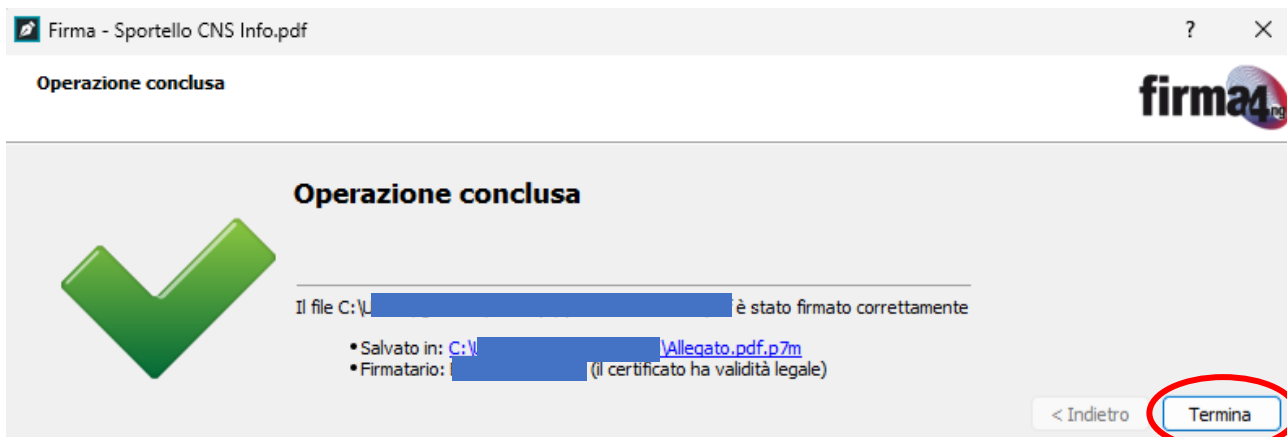 Firma - Sportello CNS Info.pdf ?
Operazione conclusa
firma4ng
Operazione conclusa
Il file C:\ è stato firmato correttamente
• Salvato in: C:\ \Allegato.pdf.p7m
• Firmatario: (il certificato ha validità legale)
< Indietro Termina